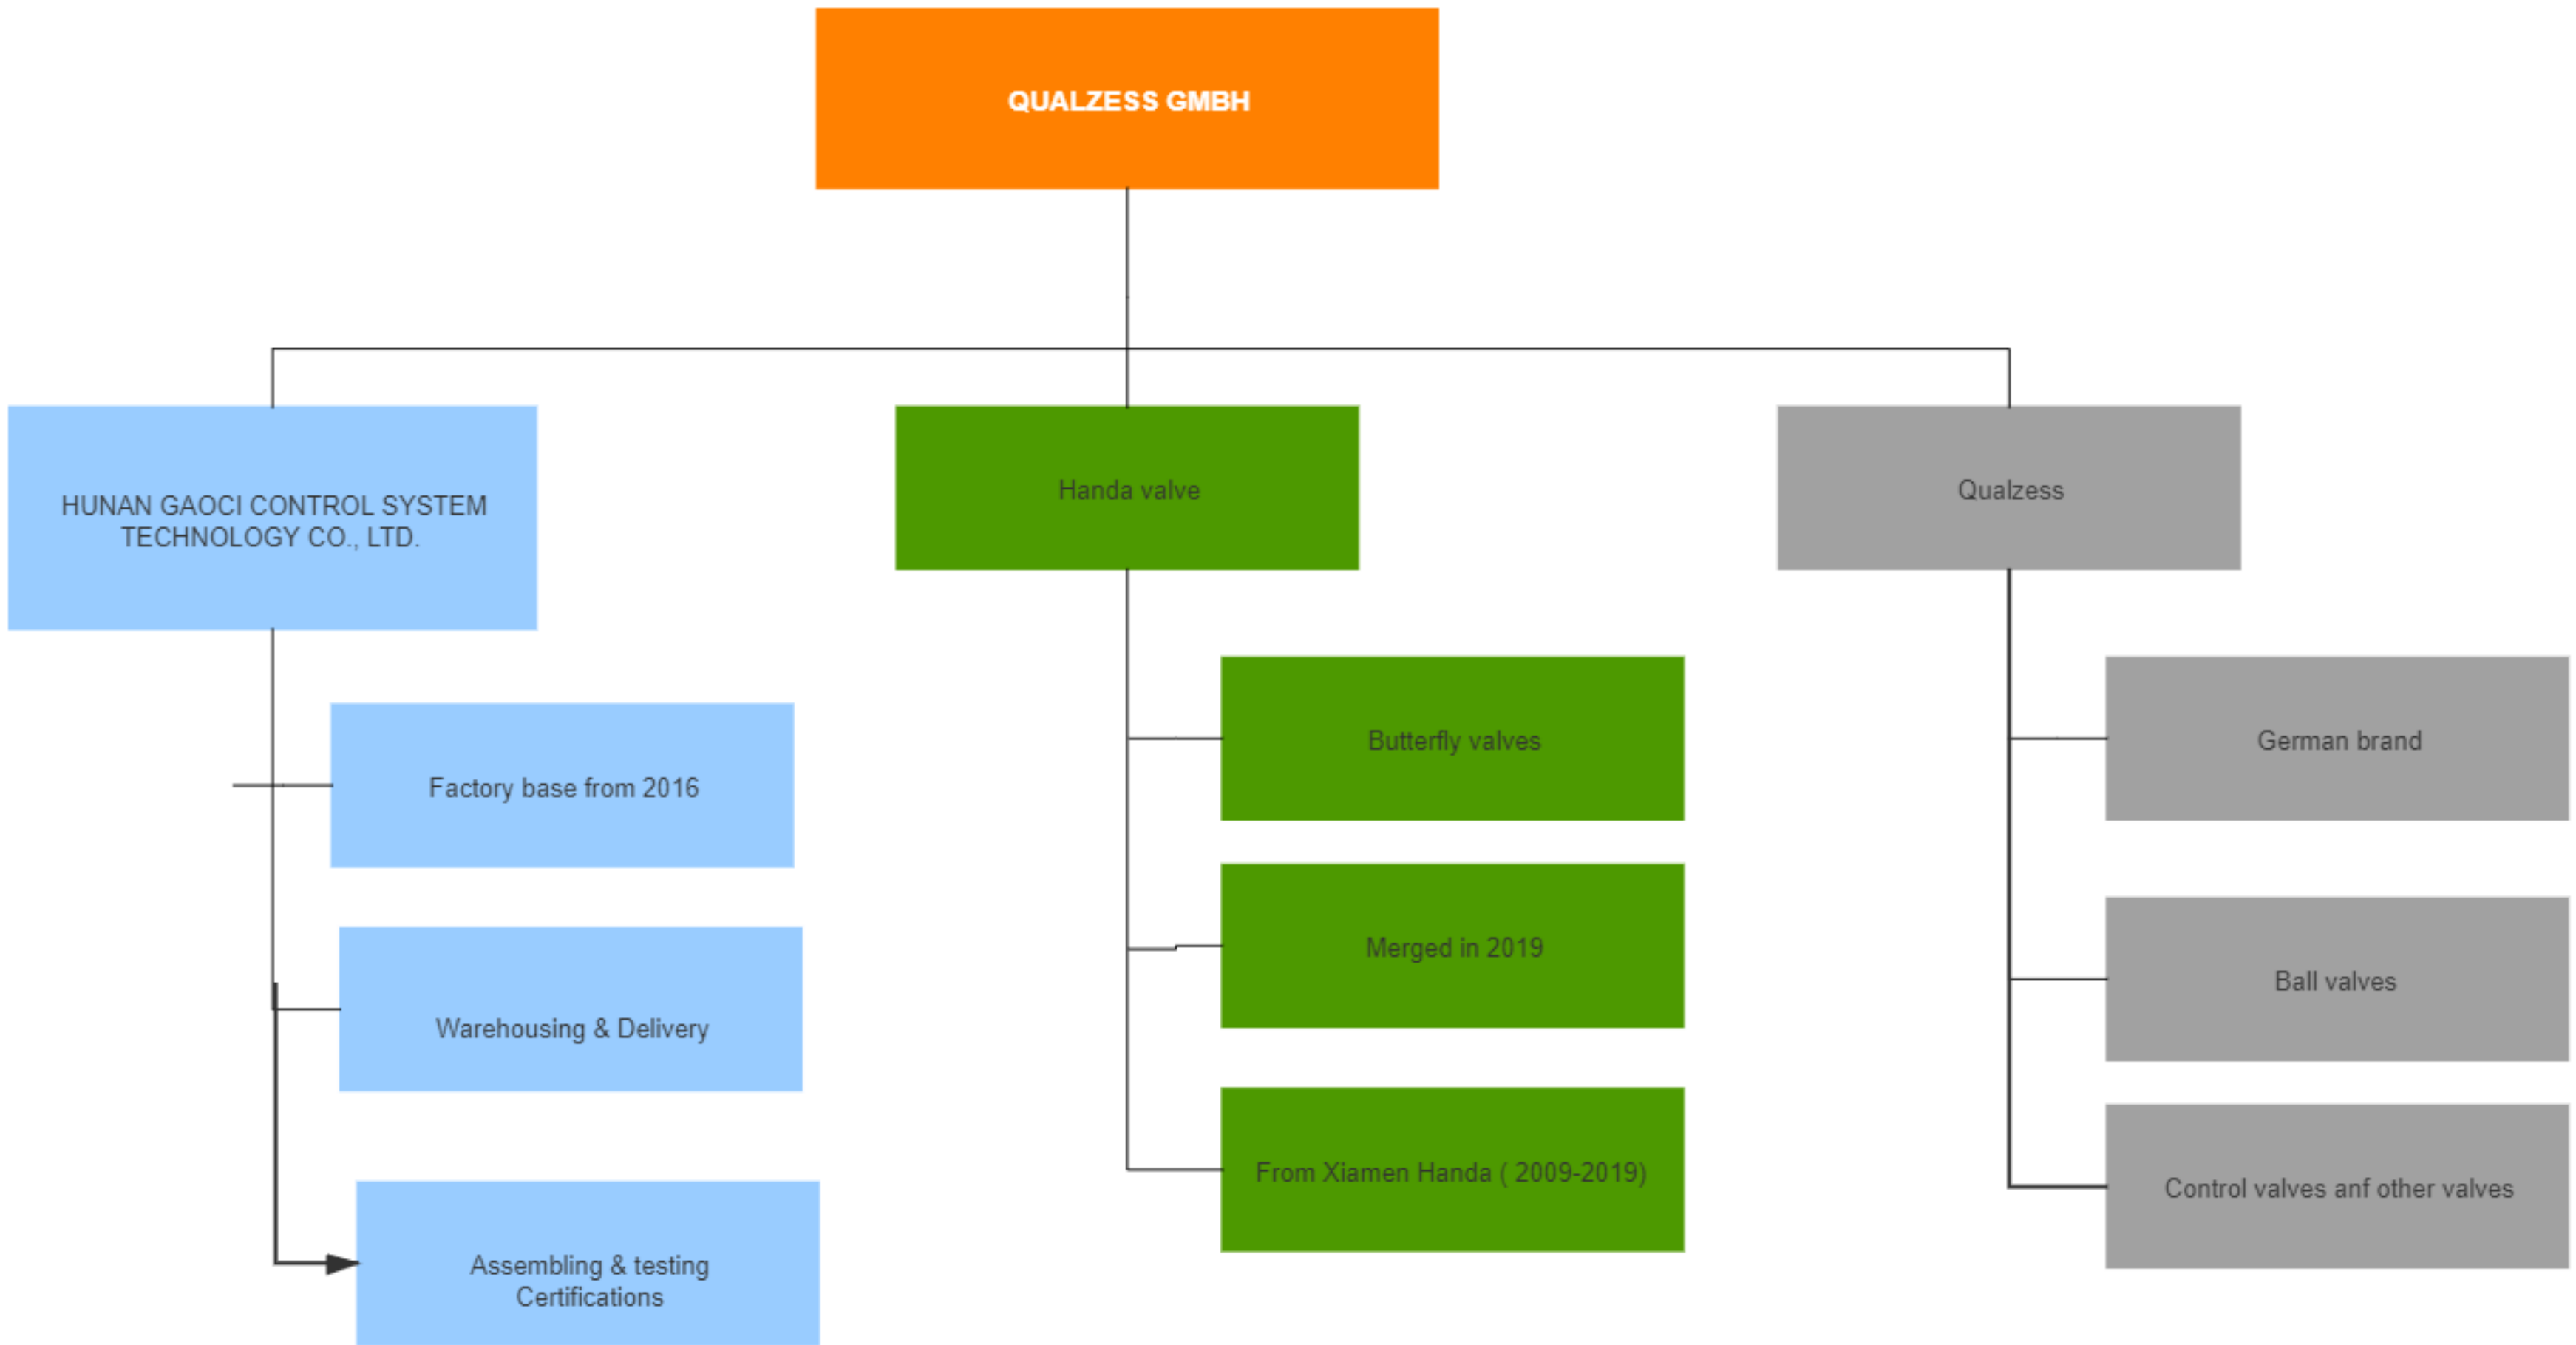 QUALZESS GMBH
HUNAN GAOCI CONTROL SYSTEM
TECHNOLOGY CO., LTD.
Handa valve
Qualzess
Factory base from 2016
Warehousing & Delivery
Assembling & testing
Certifications
Butterfly valves
Merged in 2019
From Xiamen Handa ( 2009-2019)
German brand
Ball valves
Control valves anf other valves